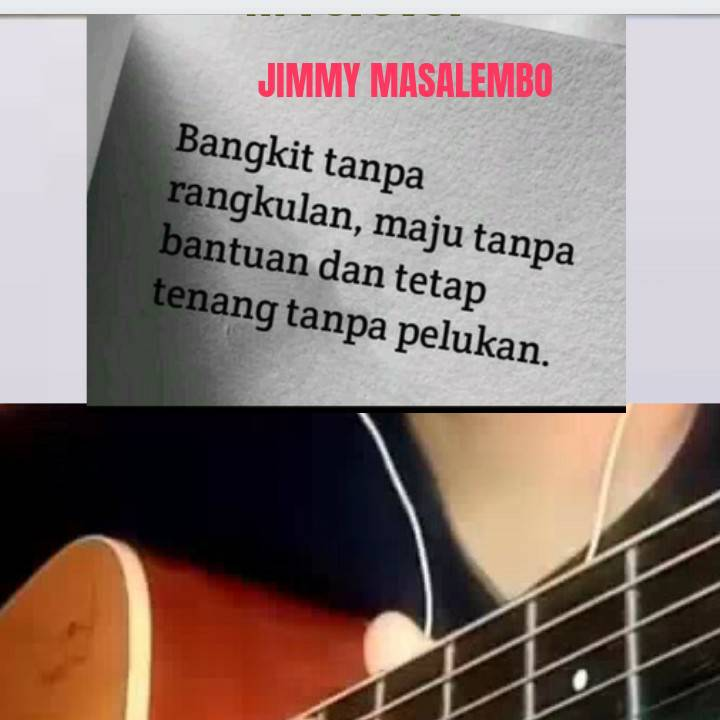 JIMMY MASALEMBO
Bangkit tanpa
rangkulan, maju tanpa
bantuan dan tetap
tenang tanpa pelukan.